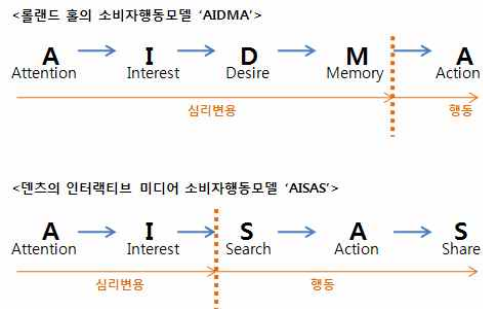 <롤랜드 홀의 소비자행동모델 ‘AIDMA’>
A I D M A
Attention Interest Desire Memory Action
심리변용 행동
<덴츠의 인터랙티브 미디어 소비자행동모델 ‘AISAS’>
A I S A S
Attention Interest Search Action Share
심리변용 행동